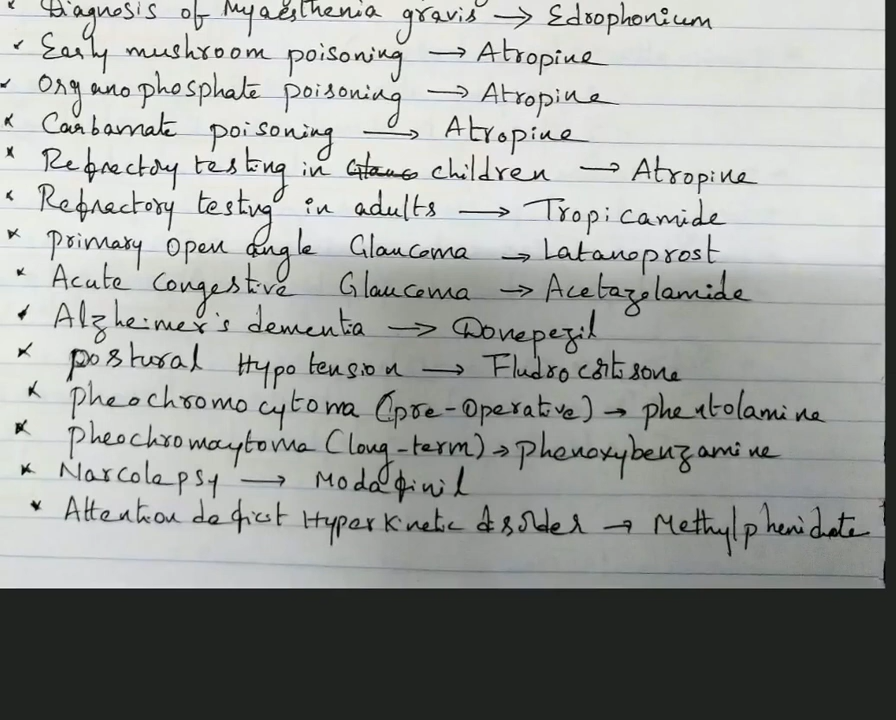 Diagnosis of Myaesthenia gravis → Edrophonium
Early mushroom poisoning → Atropine
Organophosphate poisoning → Atropine
Carbamate poisoning → Atropine
Refractory testing in children → Atropine
Refractory testing in adults → Tropicamide
Primary open angle Glaucoma → Latanoprost
Acute congestive Glaucoma → Acetazolamide
Alzheimer's dementia → Donepezil
postural Hypotension → Fludrocortisone
pheochromocytoma (pre-operative) → phentolamine
pheochromocytoma (long-term) → phenoxybenzamine
Narcolepsy → Modafinil
Attention deficit Hyperkinetic disorder → Methylphenidate